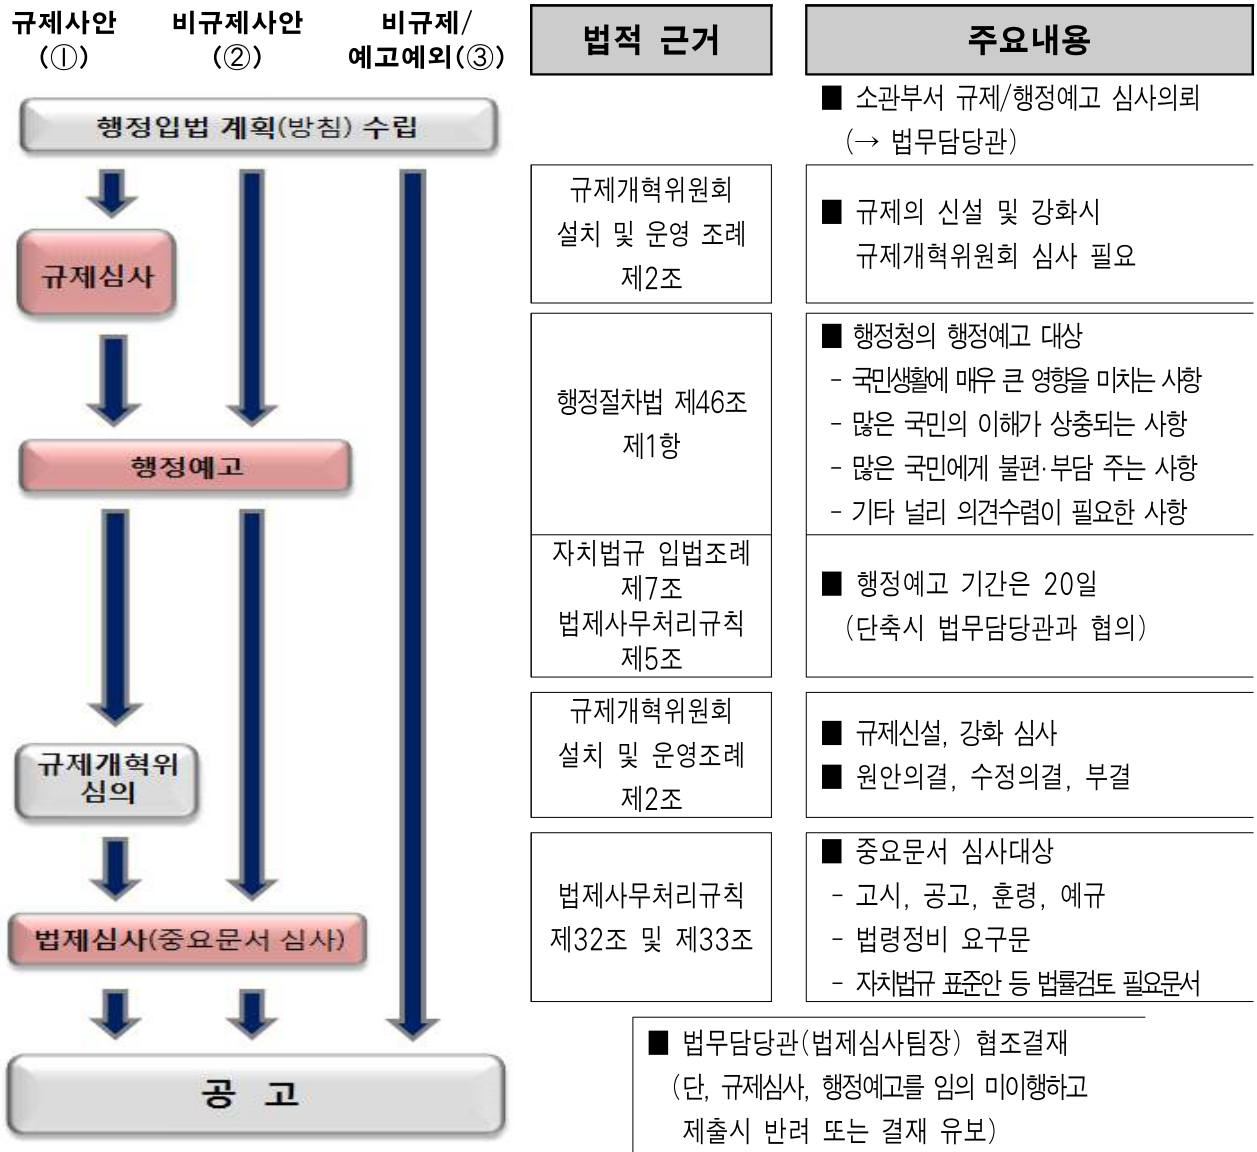 규제사안
(①)
비규제사안
(②)
비규제/
예고예외(③)
법적 근거
주요내용
행정입법 계획(방침) 수립
■ 소관부서 규제/행정예고 심사의뢰
(→ 법무담당관)
규제심사
규제개혁위원회
설치 및 운영 조례
제2조
■ 규제의 신설 및 강화시
규제개혁위원회 심사 필요
행정예고
행정절차법 제46조
제1항
■ 행정청의 행정예고 대상
- 국민생활에 매우 큰 영향을 미치는 사항
- 많은 국민의 이해가 상충되는 사항
- 많은 국민에게 불편·부담 주는 사항
- 기타 널리 의견수렴이 필요한 사항
자치법규 입법조례
제7조
법제사무처리규칙
제5조
■ 행정예고 기간은 20일
(단축시 법무담당관과 협의)
규제개혁위
심의
규제개혁위원회
설치 및 운영조례
제2조
■ 규제신설, 강화 심사
■ 원안의결, 수정의결, 부결
법제심사(중요문서 심사)
법제사무처리규칙
제32조 및 제33조
■ 중요문서 심사대상
- 고시, 공고, 훈령, 예규
- 법령정비 요구문
- 자치법규 표준안 등 법률검토 필요문서
공 고
■ 법무담당관(법제심사팀장) 협조결재
(단, 규제심사, 행정예고를 임의 미이행하고
제출시 반려 또는 결재 유보)